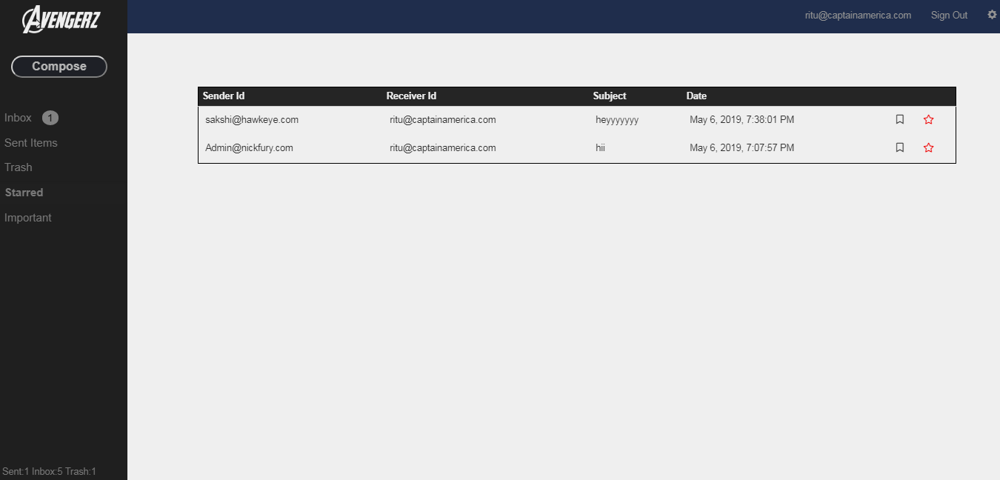 AVENGERZ
ritu@captainamerica.com Sign Out
Compose
Sender Id Receiver Id Subject Date
sakshi@hawkeye.com ritu@captainamerica.com heyyyyyyy May 6, 2019, 7:38:01 PM
Admin@nickfury.com ritu@captainamerica.com hii May 6, 2019, 7:07:57 PM
Inbox 1
Sent Items
Trash
Starred
Important
Sent:1 Inbox:5 Trash:1